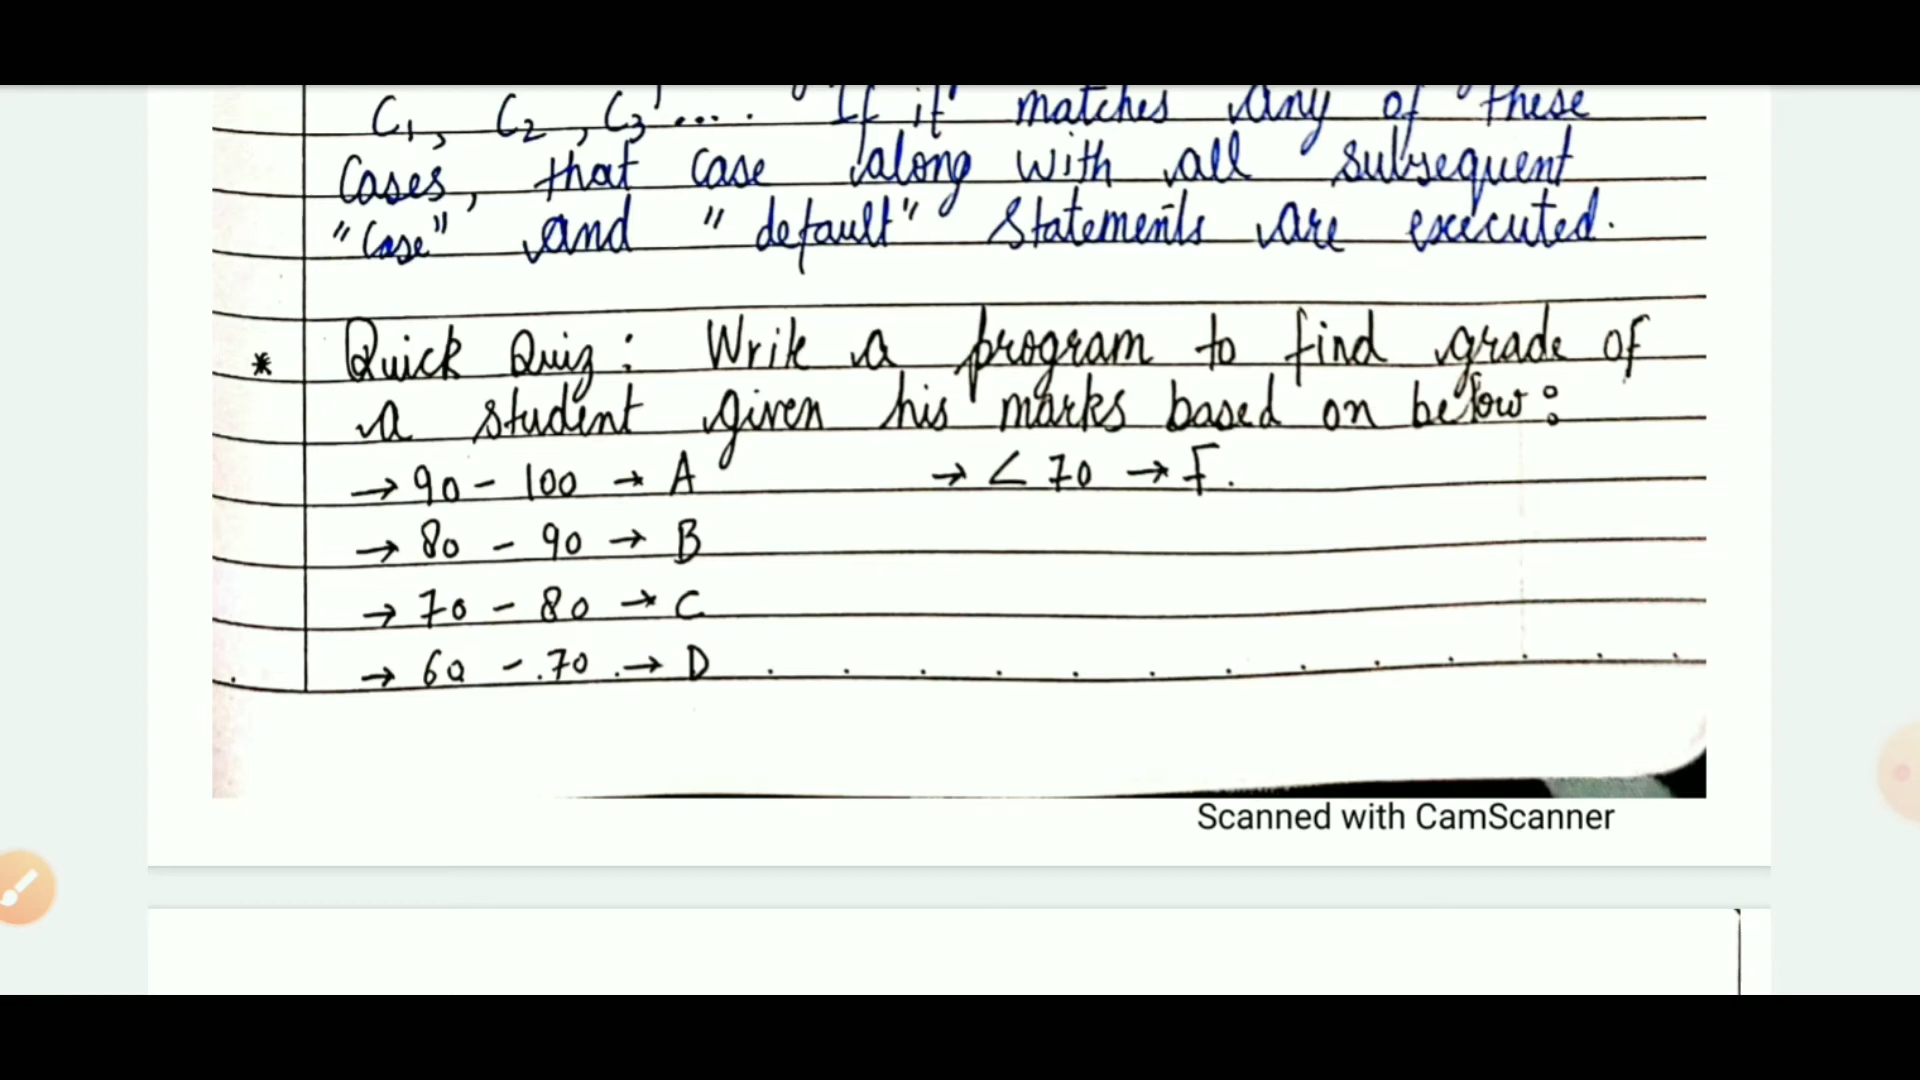 C1, C2, C3 .... If it matches any of these
Cases, that case along with all subsequent
"Case" and "default" statements are executed.
* Quick Quiz: Write a program to find grade of
a student given his marks based on below:
→ 90 - 100 → A → < 70 → F.
→ 80 - 90 → B
→ 70 - 80 → C
→ 60 - 70 → D
Scanned with CamScanner